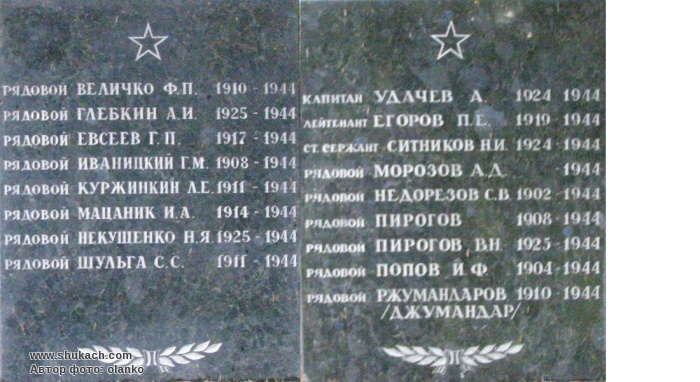 РЯДОВОЙ ВЕЛИЧКО Ф.П. 1910 - 1944
РЯДОВОЙ ГЛЕБКИН А.И. 1925 - 1944
РЯДОВОЙ ЕВСЕЕВ Г.П. 1917 - 1944
РЯДОВОЙ ИВАНИЦКИЙ Г.М. 1908 - 1944
РЯДОВОЙ КУРЖИНКИН Л.Е. 1911 - 1944
РЯДОВОЙ МАЦАНИК И.А. 1914 - 1944
РЯДОВОЙ НЕКУШЕНКО Н.Я. 1925 - 1944
РЯДОВОЙ ШУЛЬГА С.С. 1911 - 1944
www.shukach.com
Автор фото: olanko
КАПИТАН УДАЧЕВ А. 1924 - 1944
ЛЕЙТЕНАНТ ЕГОРОВ П.Е. 1919 - 1944
СТ. СЕРЖАНТ СИТНИКОВ Н.И. 1924 - 1944
РЯДОВОЙ МОРОЗОВ А.Д. - 1944
РЯДОВОЙ НЕДОРЕЗОВ С.В. 1902 - 1944
РЯДОВОЙ ПИРОГОВ 1908 - 1944
РЯДОВОЙ ПИРОГОВ В.Н. 1925 - 1944
РЯДОВОЙ ПОПОВ И.Ф. 1904 - 1944
РЯДОВОЙ РЖУМАНДАРОВ 1910 - 1944
/ДЖУМАНДАР/